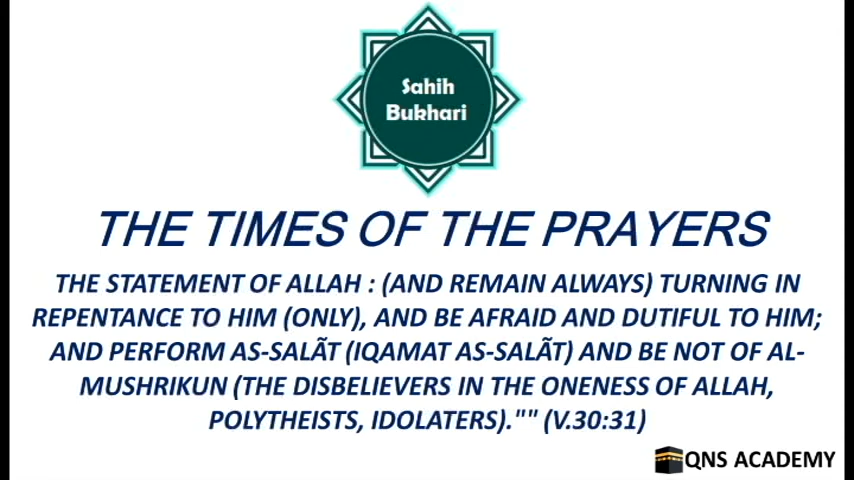 Sahih
Bukhari
THE TIMES OF THE PRAYERS
THE STATEMENT OF ALLAH : (AND REMAIN ALWAYS) TURNING IN
REPENTANCE TO HIM (ONLY), AND BE AFRAID AND DUTIFUL TO HIM;
AND PERFORM AS-SALÃT (IQAMAT AS-SALÃT) AND BE NOT OF AL-
MUSHRIKUN (THE DISBELIEVERS IN THE ONENESS OF ALLAH,
POLYTHEISTS, IDOLATERS)."" (V.30:31)
QNS ACADEMY